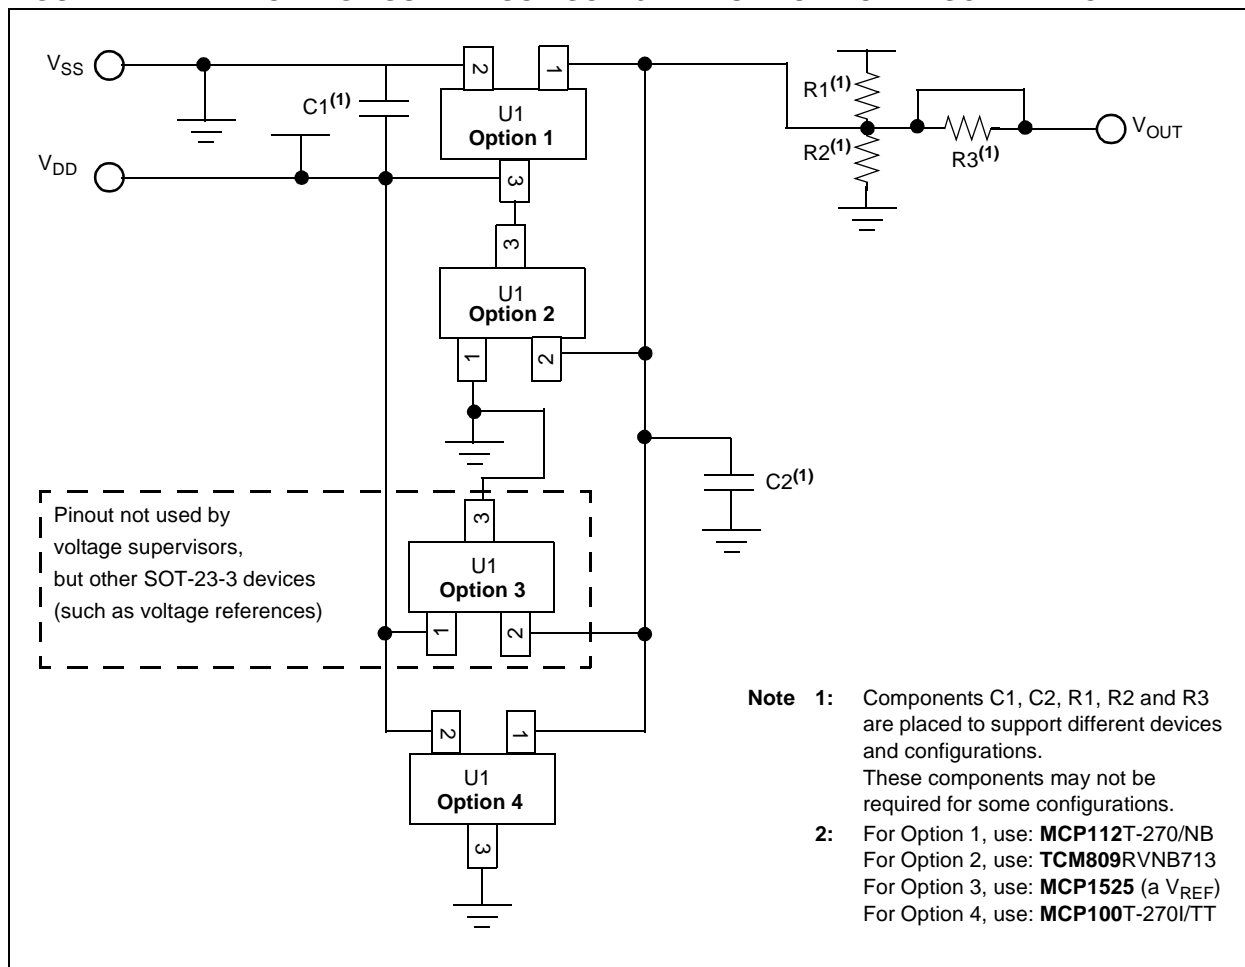 VSS
2
1
C1(1)
U1
Option 1
R1(1)
R2(1)
R3(1)
VOUT
VDD
3
3
U1
Option 2
1
2
C2(1)
Pinout not used by
voltage supervisors,
but other SOT-23-3 devices
(such as voltage references)
3
U1
Option 3
1
2
2
1
U1
Option 4
3
Note 1: Components C1, C2, R1, R2 and R3
are placed to support different devices
and configurations.
These components may not be
required for some configurations.
2: For Option 1, use: MCP112T-270/NB
For Option 2, use: TCM809RVNB713
For Option 3, use: MCP1525 (a VREF)
For Option 4, use: MCP100T-270I/TT